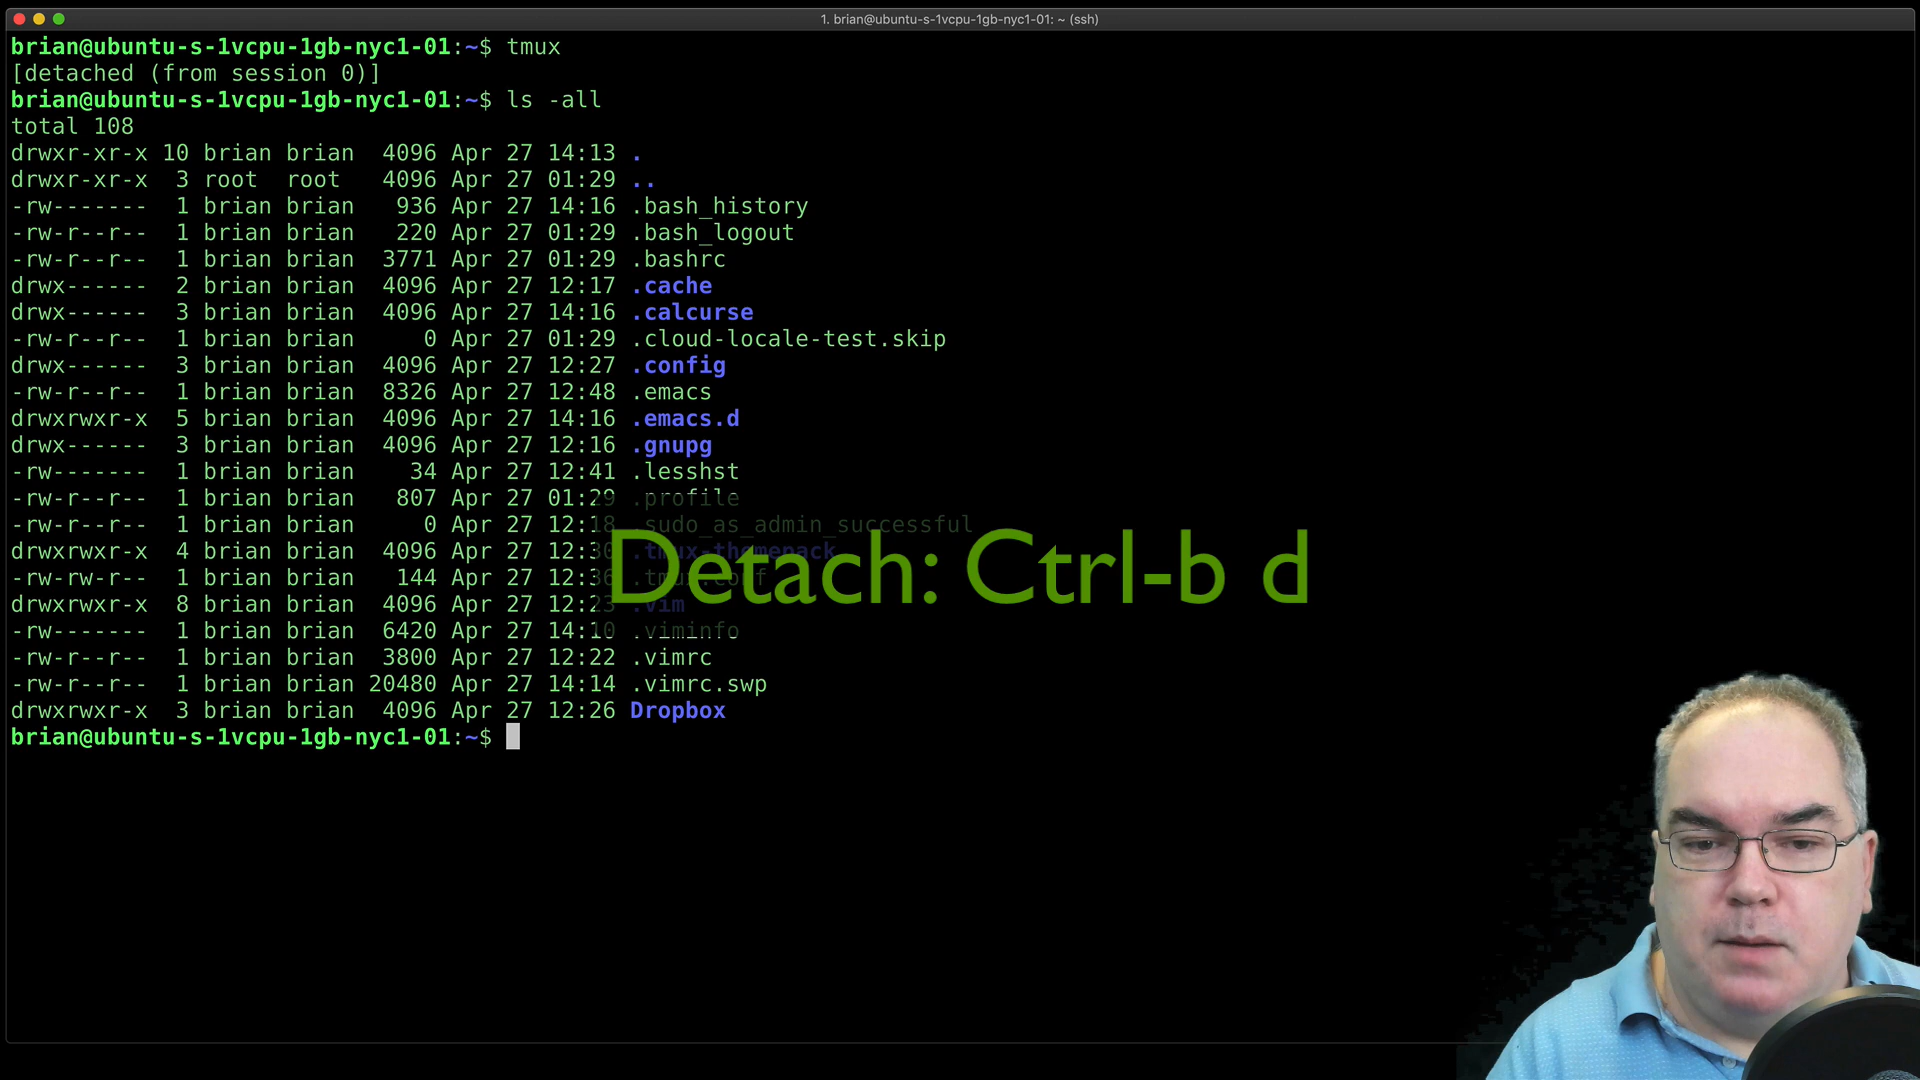 1. brian@ubuntu-s-1vcpu-1gb-nyc1-01: ~ (ssh)
brian@ubuntu-s-1vcpu-1gb-nyc1-01:~$ tmux
[detached (from session 0)]
brian@ubuntu-s-1vcpu-1gb-nyc1-01:~$ ls -all
total 108
drwxr-xr-x 10 brian brian  4096 Apr 27 14:13 .
drwxr-xr-x  3 root  root   4096 Apr 27 01:29 ..
-rw-------  1 brian brian   936 Apr 27 14:16 .bash_history
-rw-r--r--  1 brian brian   220 Apr 27 01:29 .bash_logout
-rw-r--r--  1 brian brian  3771 Apr 27 01:29 .bashrc
drwx------  2 brian brian  4096 Apr 27 12:17 .cache
drwx------  3 brian brian  4096 Apr 27 14:16 .calcurse
-rw-r--r--  1 brian brian     0 Apr 27 01:29 .cloud-locale-test.skip
drwx------  3 brian brian  4096 Apr 27 12:27 .config
-rw-r--r--  1 brian brian  8326 Apr 27 12:48 .emacs
drwxrwxr-x  5 brian brian  4096 Apr 27 14:16 .emacs.d
drwx------  3 brian brian  4096 Apr 27 12:16 .gnupg
-rw-------  1 brian brian    34 Apr 27 12:41 .lesshst
-rw-r--r--  1 brian brian   807 Apr 27 01:29 .profile
-rw-r--r--  1 brian brian     0 Apr 27 12:18 .sudo_as_admin_successful
drwxrwxr-x  4 brian brian  4096 Apr 27 12:30 .tmux-themepack
-rw-rw-r--  1 brian brian   144 Apr 27 12:36 .tmux.conf
Detach: Ctrl-b d
drwxrwxr-x  8 brian brian  4096 Apr 27 12:23 .vim
-rw-------  1 brian brian  6420 Apr 27 14:10 .viminfo
-rw-r--r--  1 brian brian  3800 Apr 27 12:22 .vimrc
-rw-r--r--  1 brian brian 20480 Apr 27 14:14 .vimrc.swp
drwxrwxr-x  3 brian brian  4096 Apr 27 12:26 Dropbox
brian@ubuntu-s-1vcpu-1gb-nyc1-01:~$